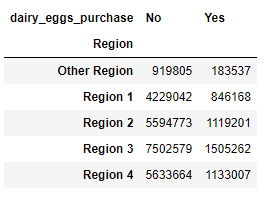 dairy_eggs_purchase No Yes
Region
Other Region 919805 183537
Region 1 4229042 846168
Region 2 5594773 1119201
Region 3 7502579 1505262
Region 4 5633664 1133007